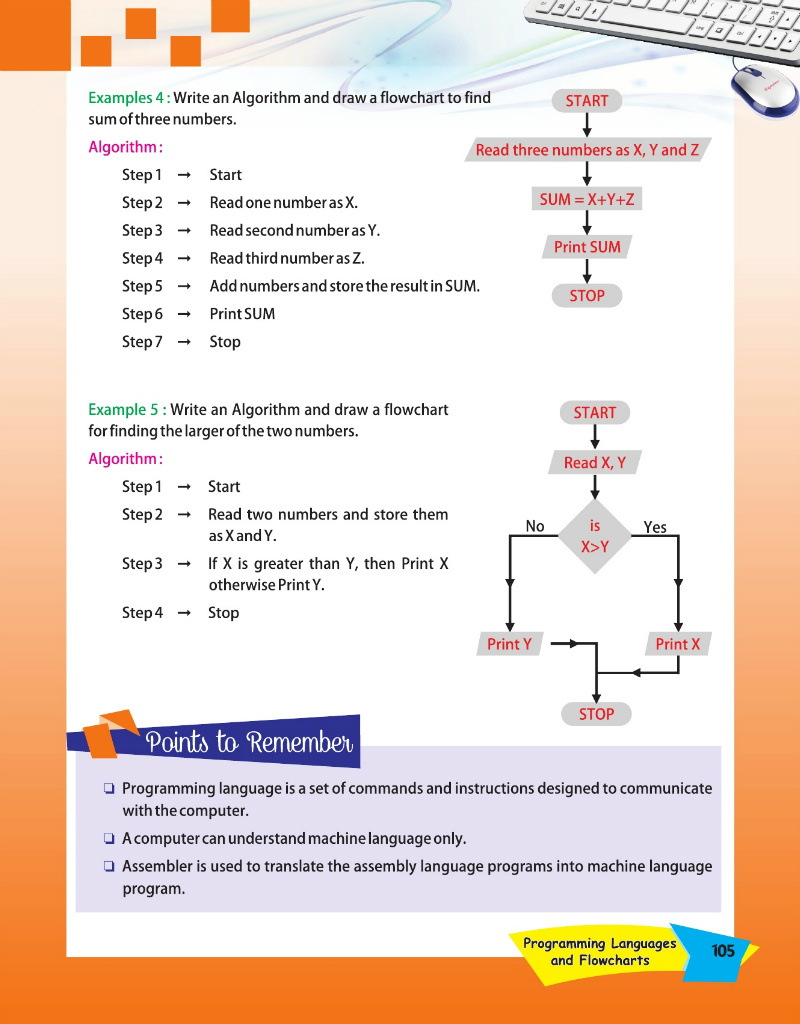 Examples 4 : Write an Algorithm and draw a flowchart to find
sum of three numbers.
Algorithm :
Step 1 → Start
Step 2 → Read one number as X.
Step 3 → Read second number as Y.
Step 4 → Read third number as Z.
Step 5 → Add numbers and store the result in SUM.
Step 6 → Print SUM
Step 7 → Stop
START
Read three numbers as X, Y and Z
SUM = X+Y+Z
Print SUM
STOP
Example 5 : Write an Algorithm and draw a flowchart
for finding the larger of the two numbers.
Algorithm :
Step 1 → Start
Step 2 → Read two numbers and store them
as X and Y.
Step 3 → If X is greater than Y, then Print X
otherwise Print Y.
Step 4 → Stop
START
Read X, Y
No
is
X>Y
Yes
Print Y
Print X
STOP
Points to Remember
❑ Programming language is a set of commands and instructions designed to communicate
with the computer.
❑ A computer can understand machine language only.
❑ Assembler is used to translate the assembly language programs into machine language
program.
Programming Languages
and Flowcharts
105